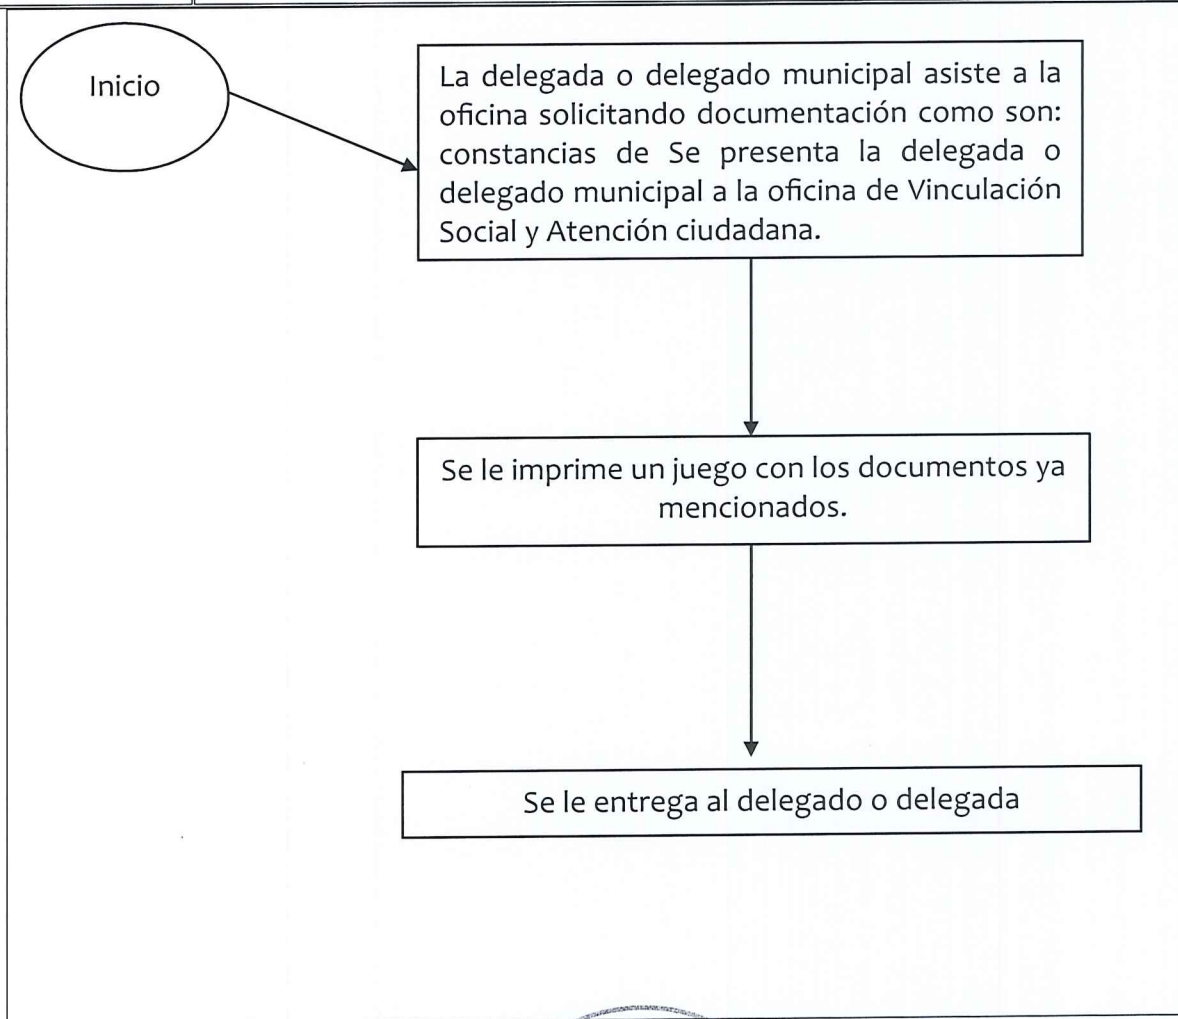 Inicio
La delegada o delegado municipal asiste a la
oficina solicitando documentación como son:
constancias de Se presenta la delegada o
delegado municipal a la oficina de Vinculación
Social y Atención ciudadana.
Se le imprime un juego con los documentos ya
mencionados.
Se le entrega al delegado o delegada